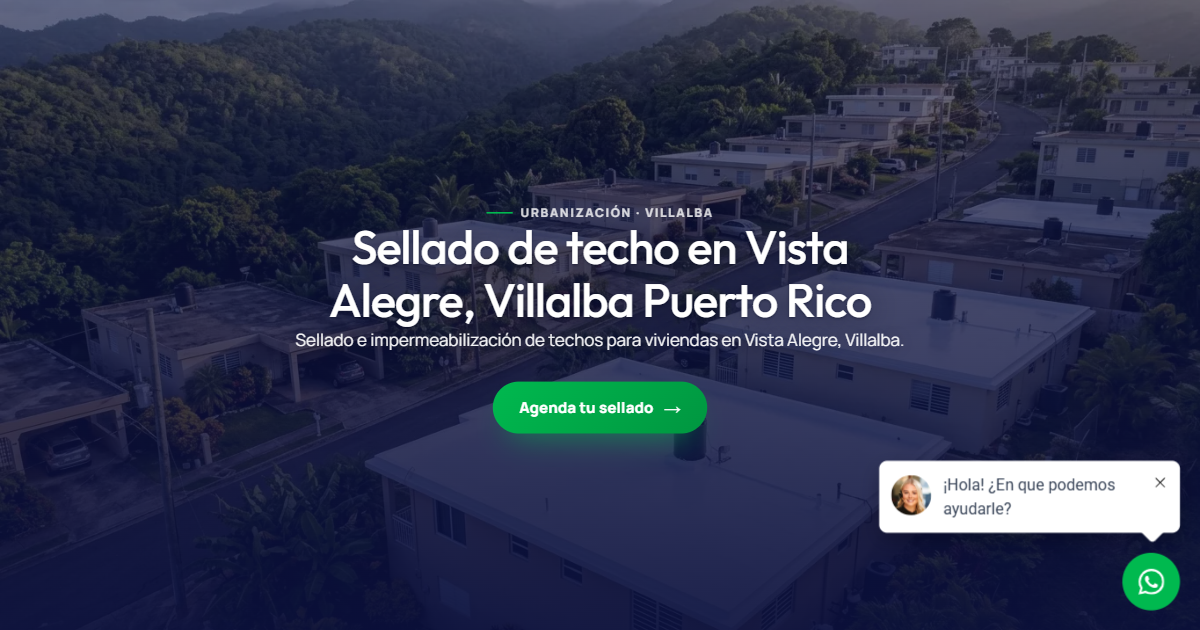 URBANIZACIÓN · VILLALBA
Sellado de techo en Vista
Alegre, Villalba Puerto Rico
Sellado e impermeabilización de techos para viviendas en Vista Alegre, Villalba.
Agenda tu sellado →
¡Hola! ¿En que podemos
ayudarle?